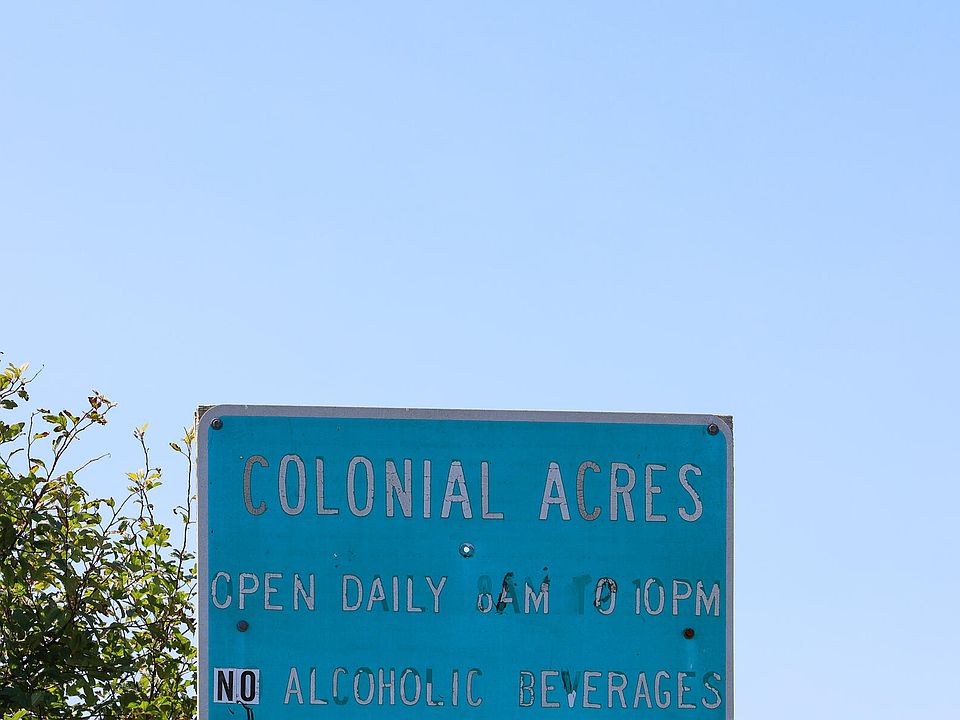 COLONIAL ACRES
OPEN DAILY 8AM TO 10PM
NO ALCOHOLIC BEVERAGES